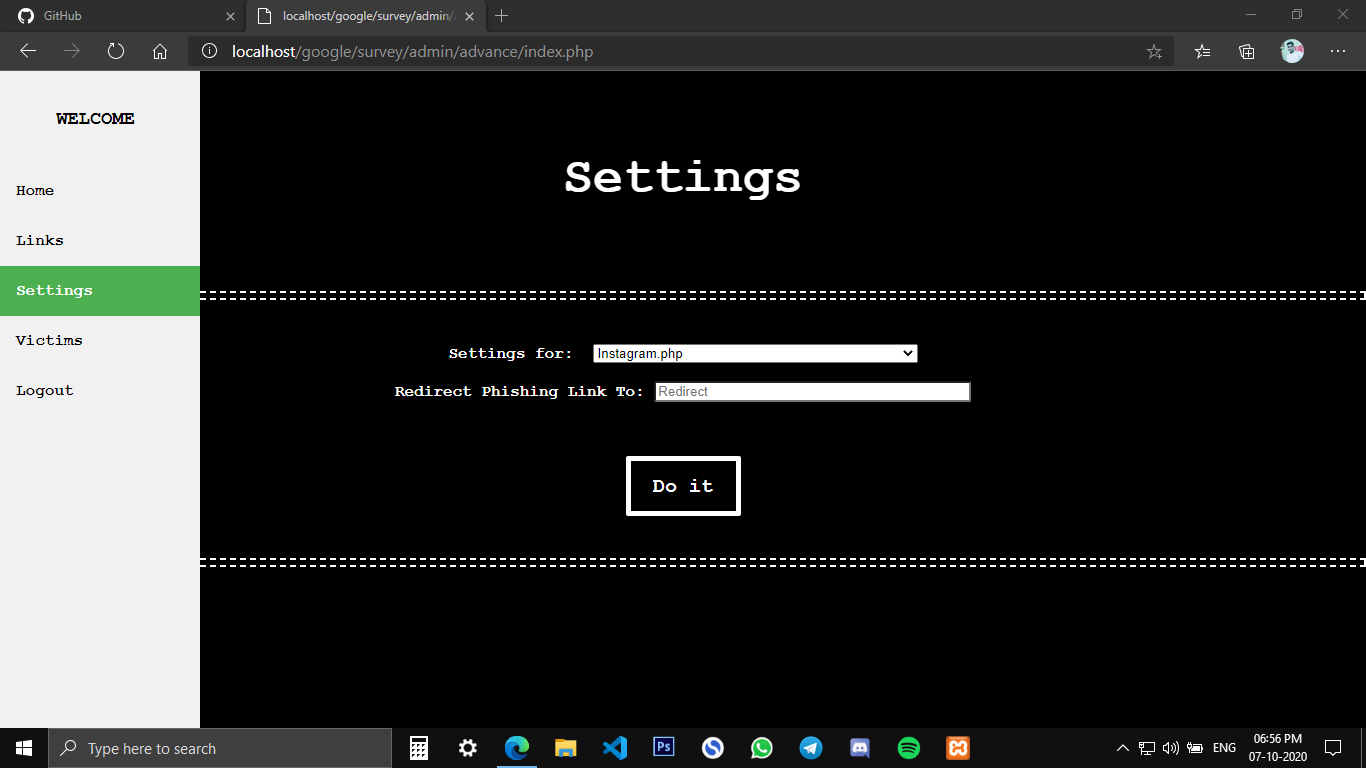 GitHub
localhost/google/survey/admin/
localhost/google/survey/admin/advance/index.php
WELCOME
Home
Links
Settings
Victims
Logout
Settings
Settings for: Instagram.php
Redirect Phishing Link To: Redirect
Do it
Type here to search
Ps
S
ENG
06:56 PM
07-10-2020